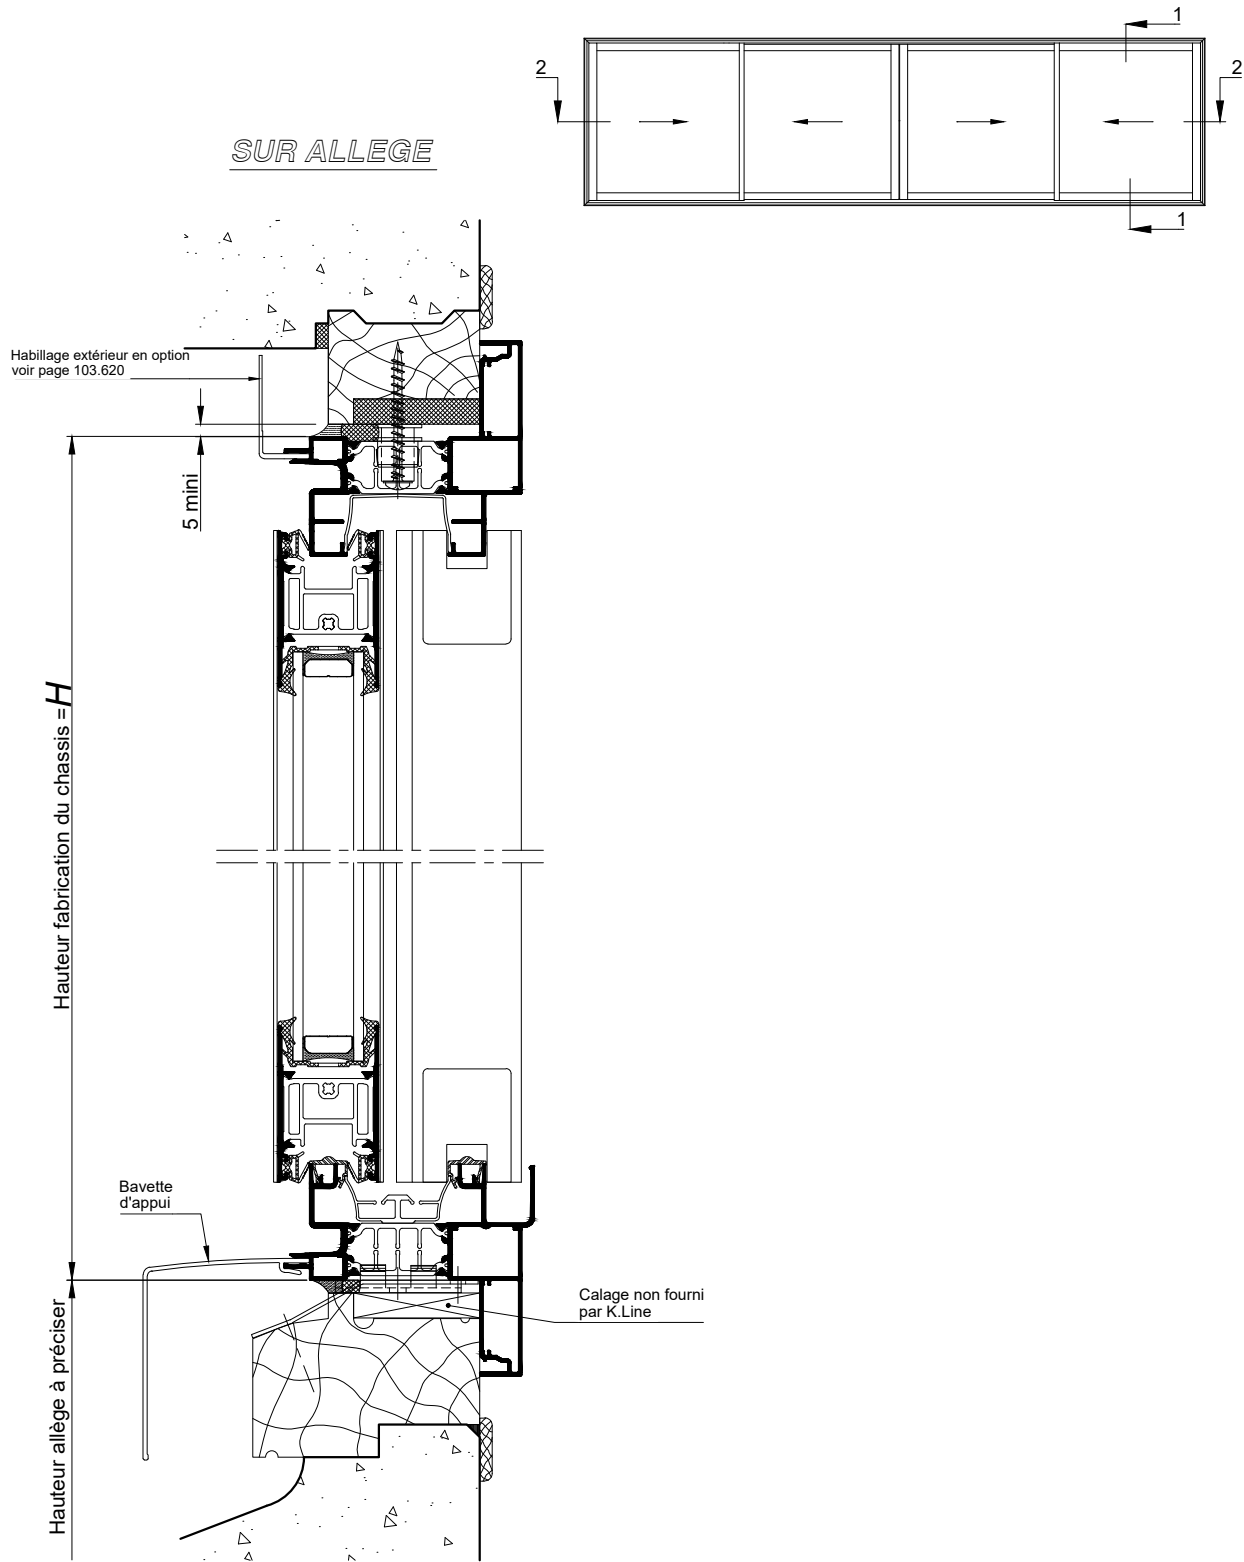 1
2
2
SUR ALLEGE
1
Habillage extérieur en option
voir page 103.620
5 mini
Hauteur fabrication du chassis = H
Bavette
d'appui
Calage non fourni
par K.Line
Hauteur allège à préciser